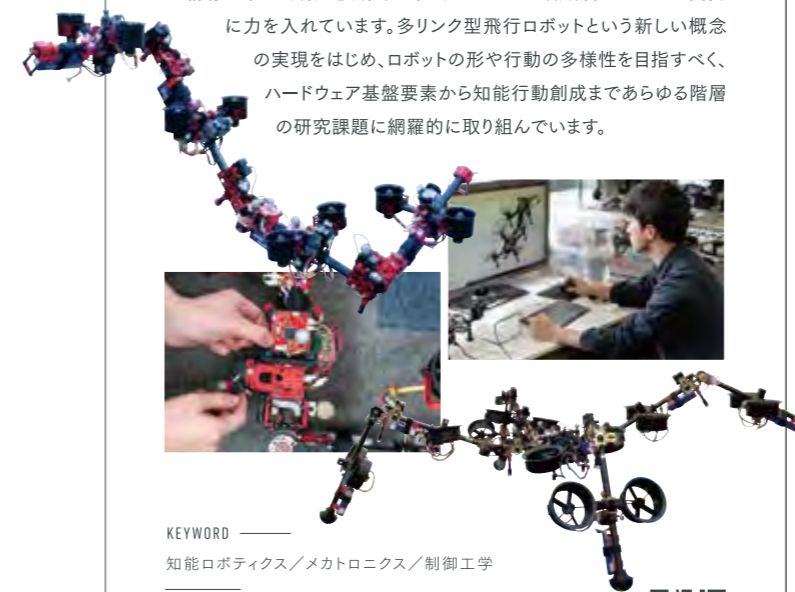 に力を入れています。多リンク型飛行ロボットという新しい概念
の実現をはじめ、ロボットの形や行動の多様性を目指すべく、
ハードウェア基盤要素から知能行動創成まであらゆる階層
の研究課題に網羅的に取り組んでいます。
KEYWORD
知能ロボティクス／メカトロニクス／制御工学